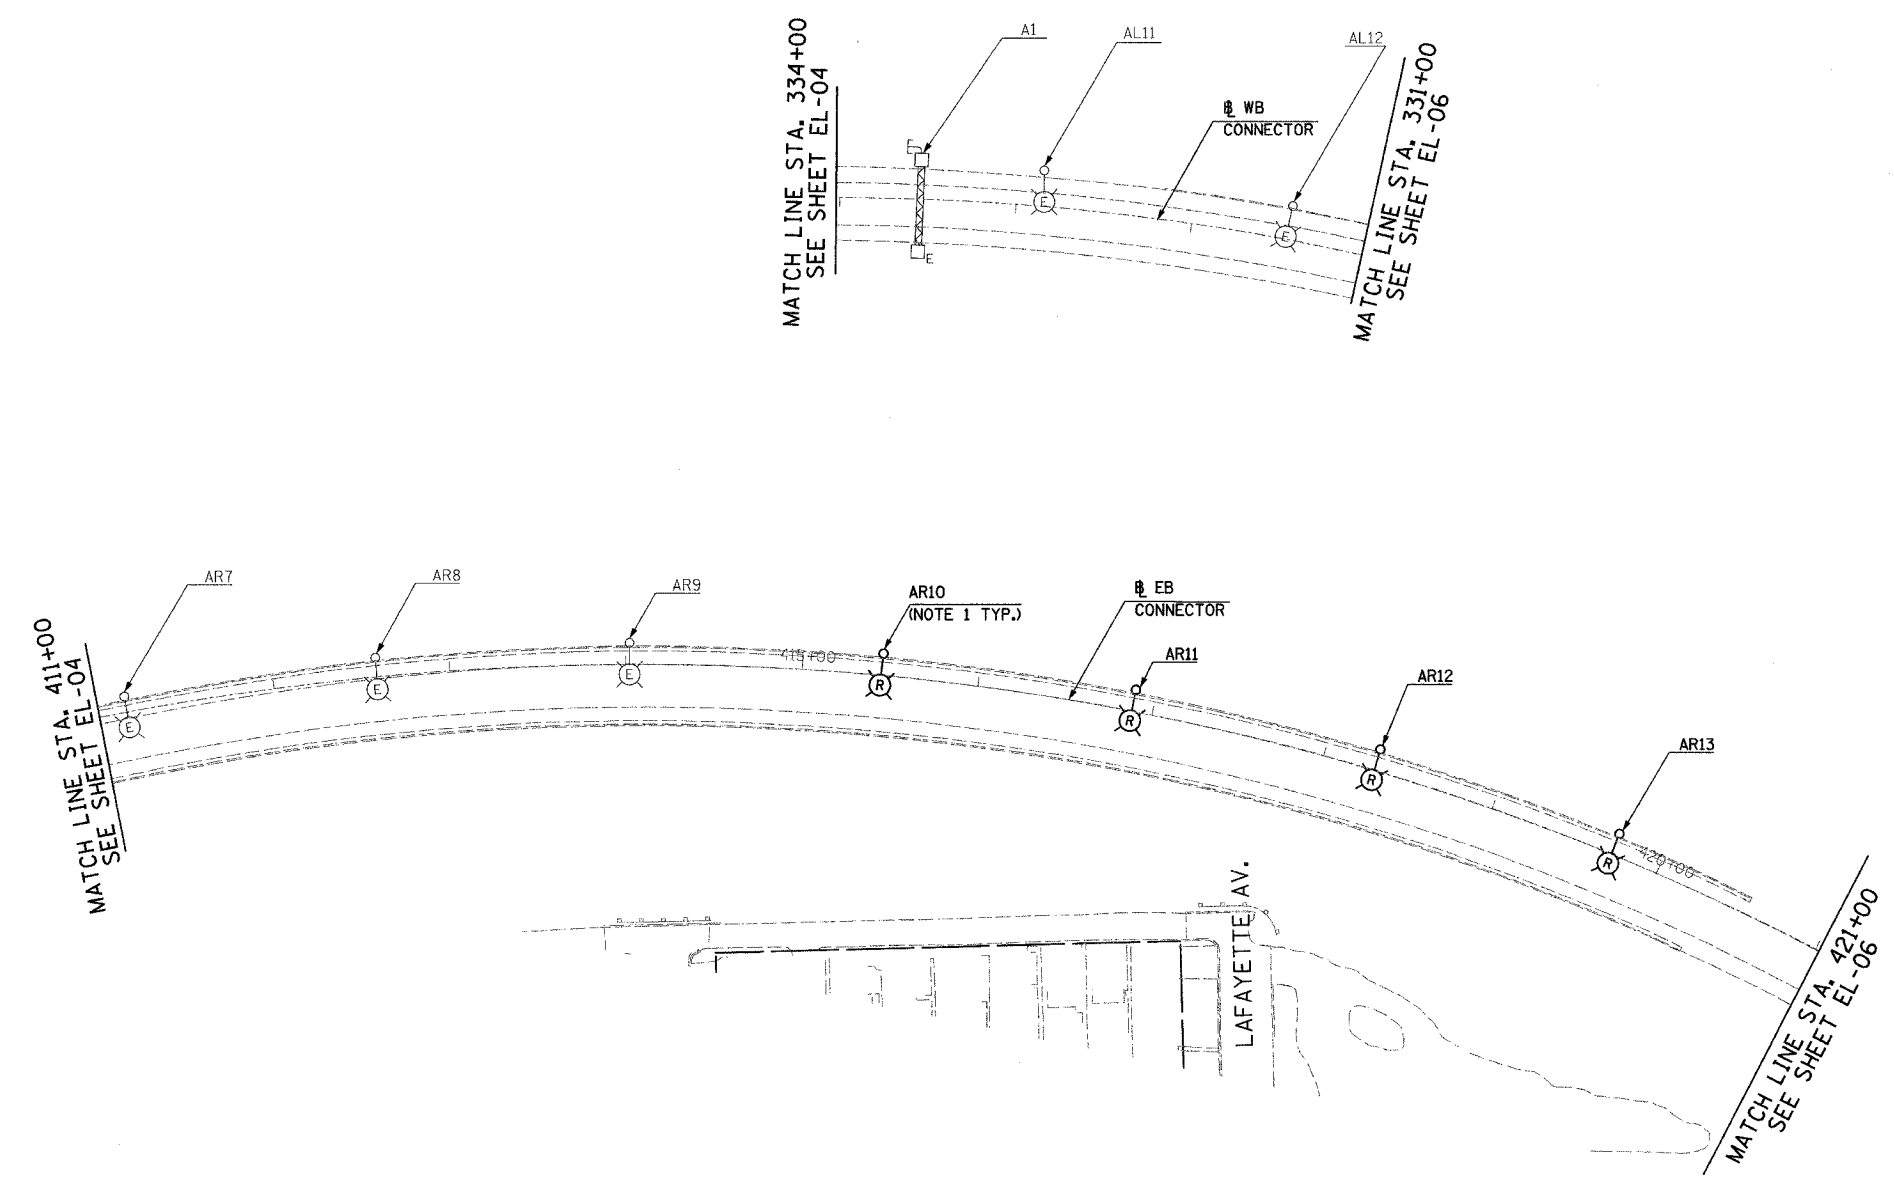 MATCH LINE STA. 334+00
SEE SHEET EL-04
A1
AL11
AL12
℄ WB
CONNECTOR
E
E
E
E
MATCH LINE STA. 331+00
SEE SHEET EL-06
MATCH LINE STA. 411+00
SEE SHEET EL-04
AR7
AR8
AR9
AR10
(NOTE 1 TYP.)
℄ EB
CONNECTOR
AR11
AR12
AR13
E
E
E
415+00
R
R
R
R
420+00
LAFAYETTE AV.
MATCH LINE STA. 421+00
SEE SHEET EL-06